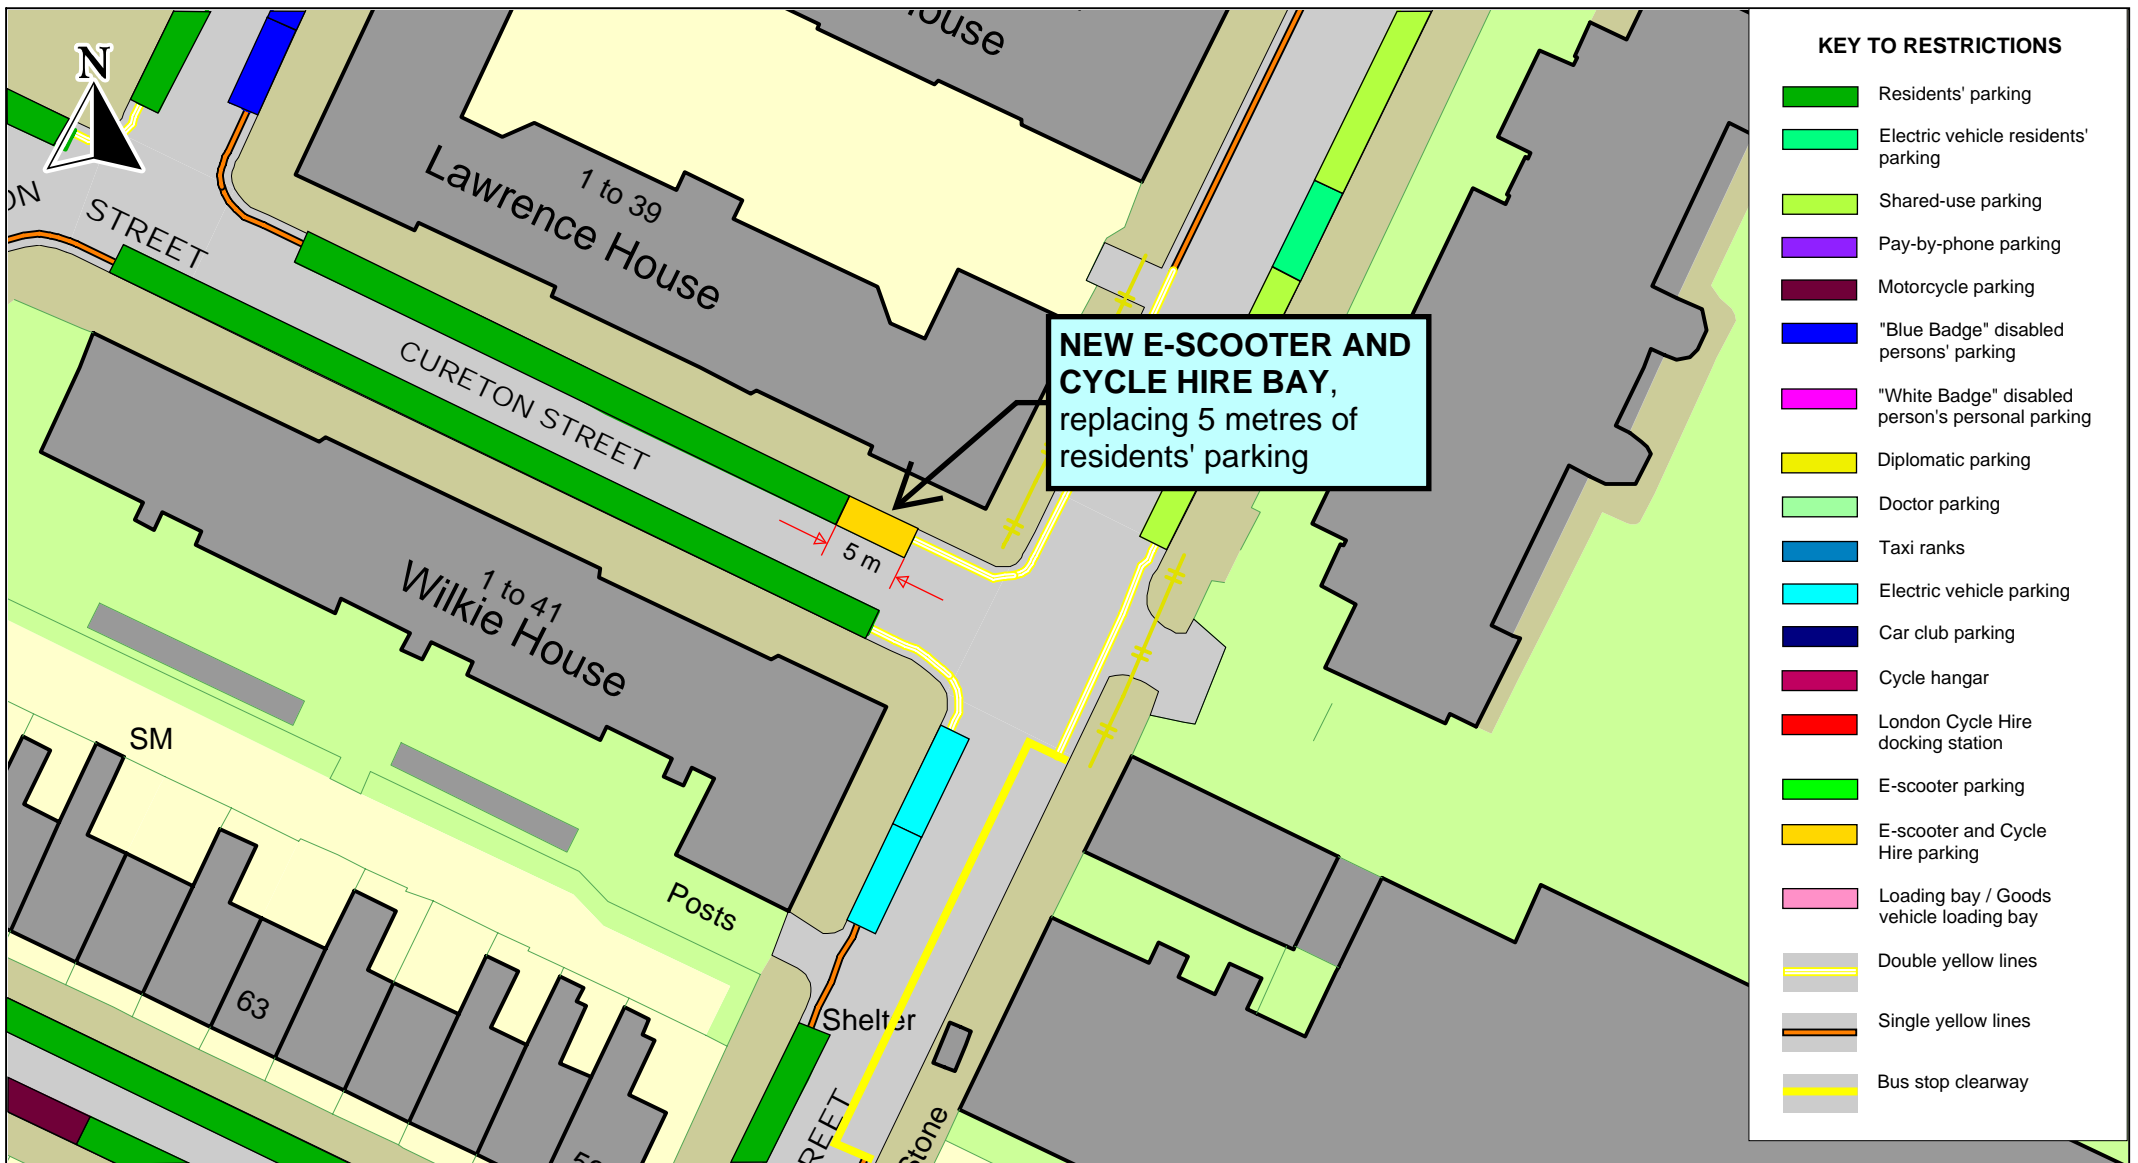 N
ouse
1 to 39
Lawrence House
ON
STREET
CURETON STREET
NEW E-SCOOTER AND
CYCLE HIRE BAY,
replacing 5 metres of
residents' parking
5 m
1 to 41
Wilkie House
SM
Posts
63
Shelter
REET
Stone
KEY TO RESTRICTIONS
Residents' parking
Electric vehicle residents'
parking
Shared-use parking
Pay-by-phone parking
Motorcycle parking
"Blue Badge" disabled
persons' parking
"White Badge" disabled
person's personal parking
Diplomatic parking
Doctor parking
Taxi ranks
Electric vehicle parking
Car club parking
Cycle hangar
London Cycle Hire
docking station
E-scooter parking
E-scooter and Cycle
Hire parking
Loading bay / Goods
vehicle loading bay
Double yellow lines
Single yellow lines
Bus stop clearway